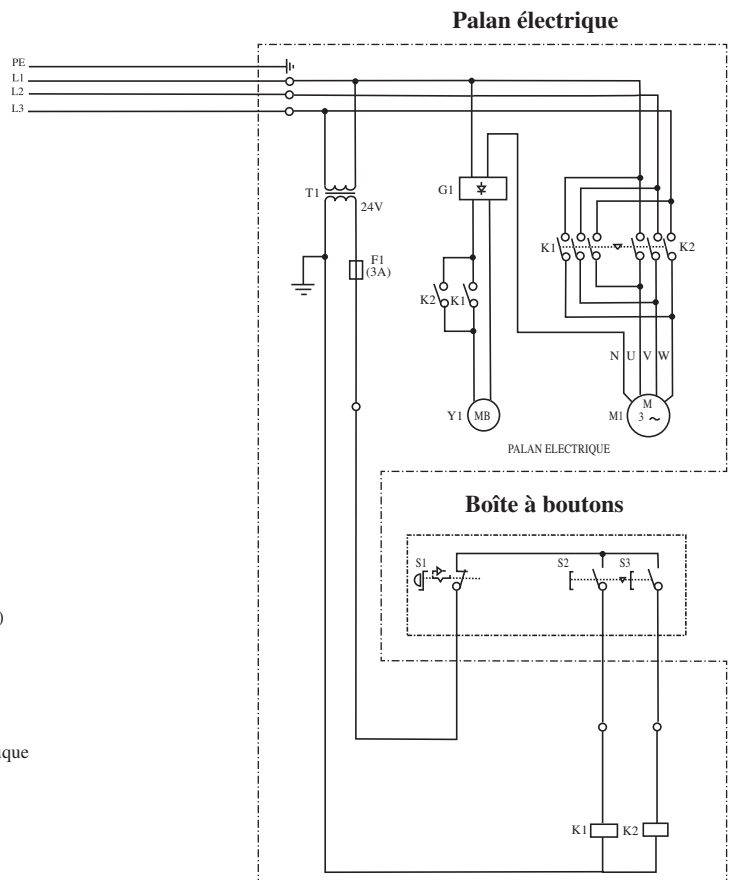 Palan électrique
PE
L1
L2
L3
T1
24V
G1
F1
(3A)
K1
K2
K2
K1
N U V W
Y1
MB
M1
M
3 ~
PALAN ELECTRIQUE
Boîte à boutons
S1
S2
S3
)
ique
K1
K2